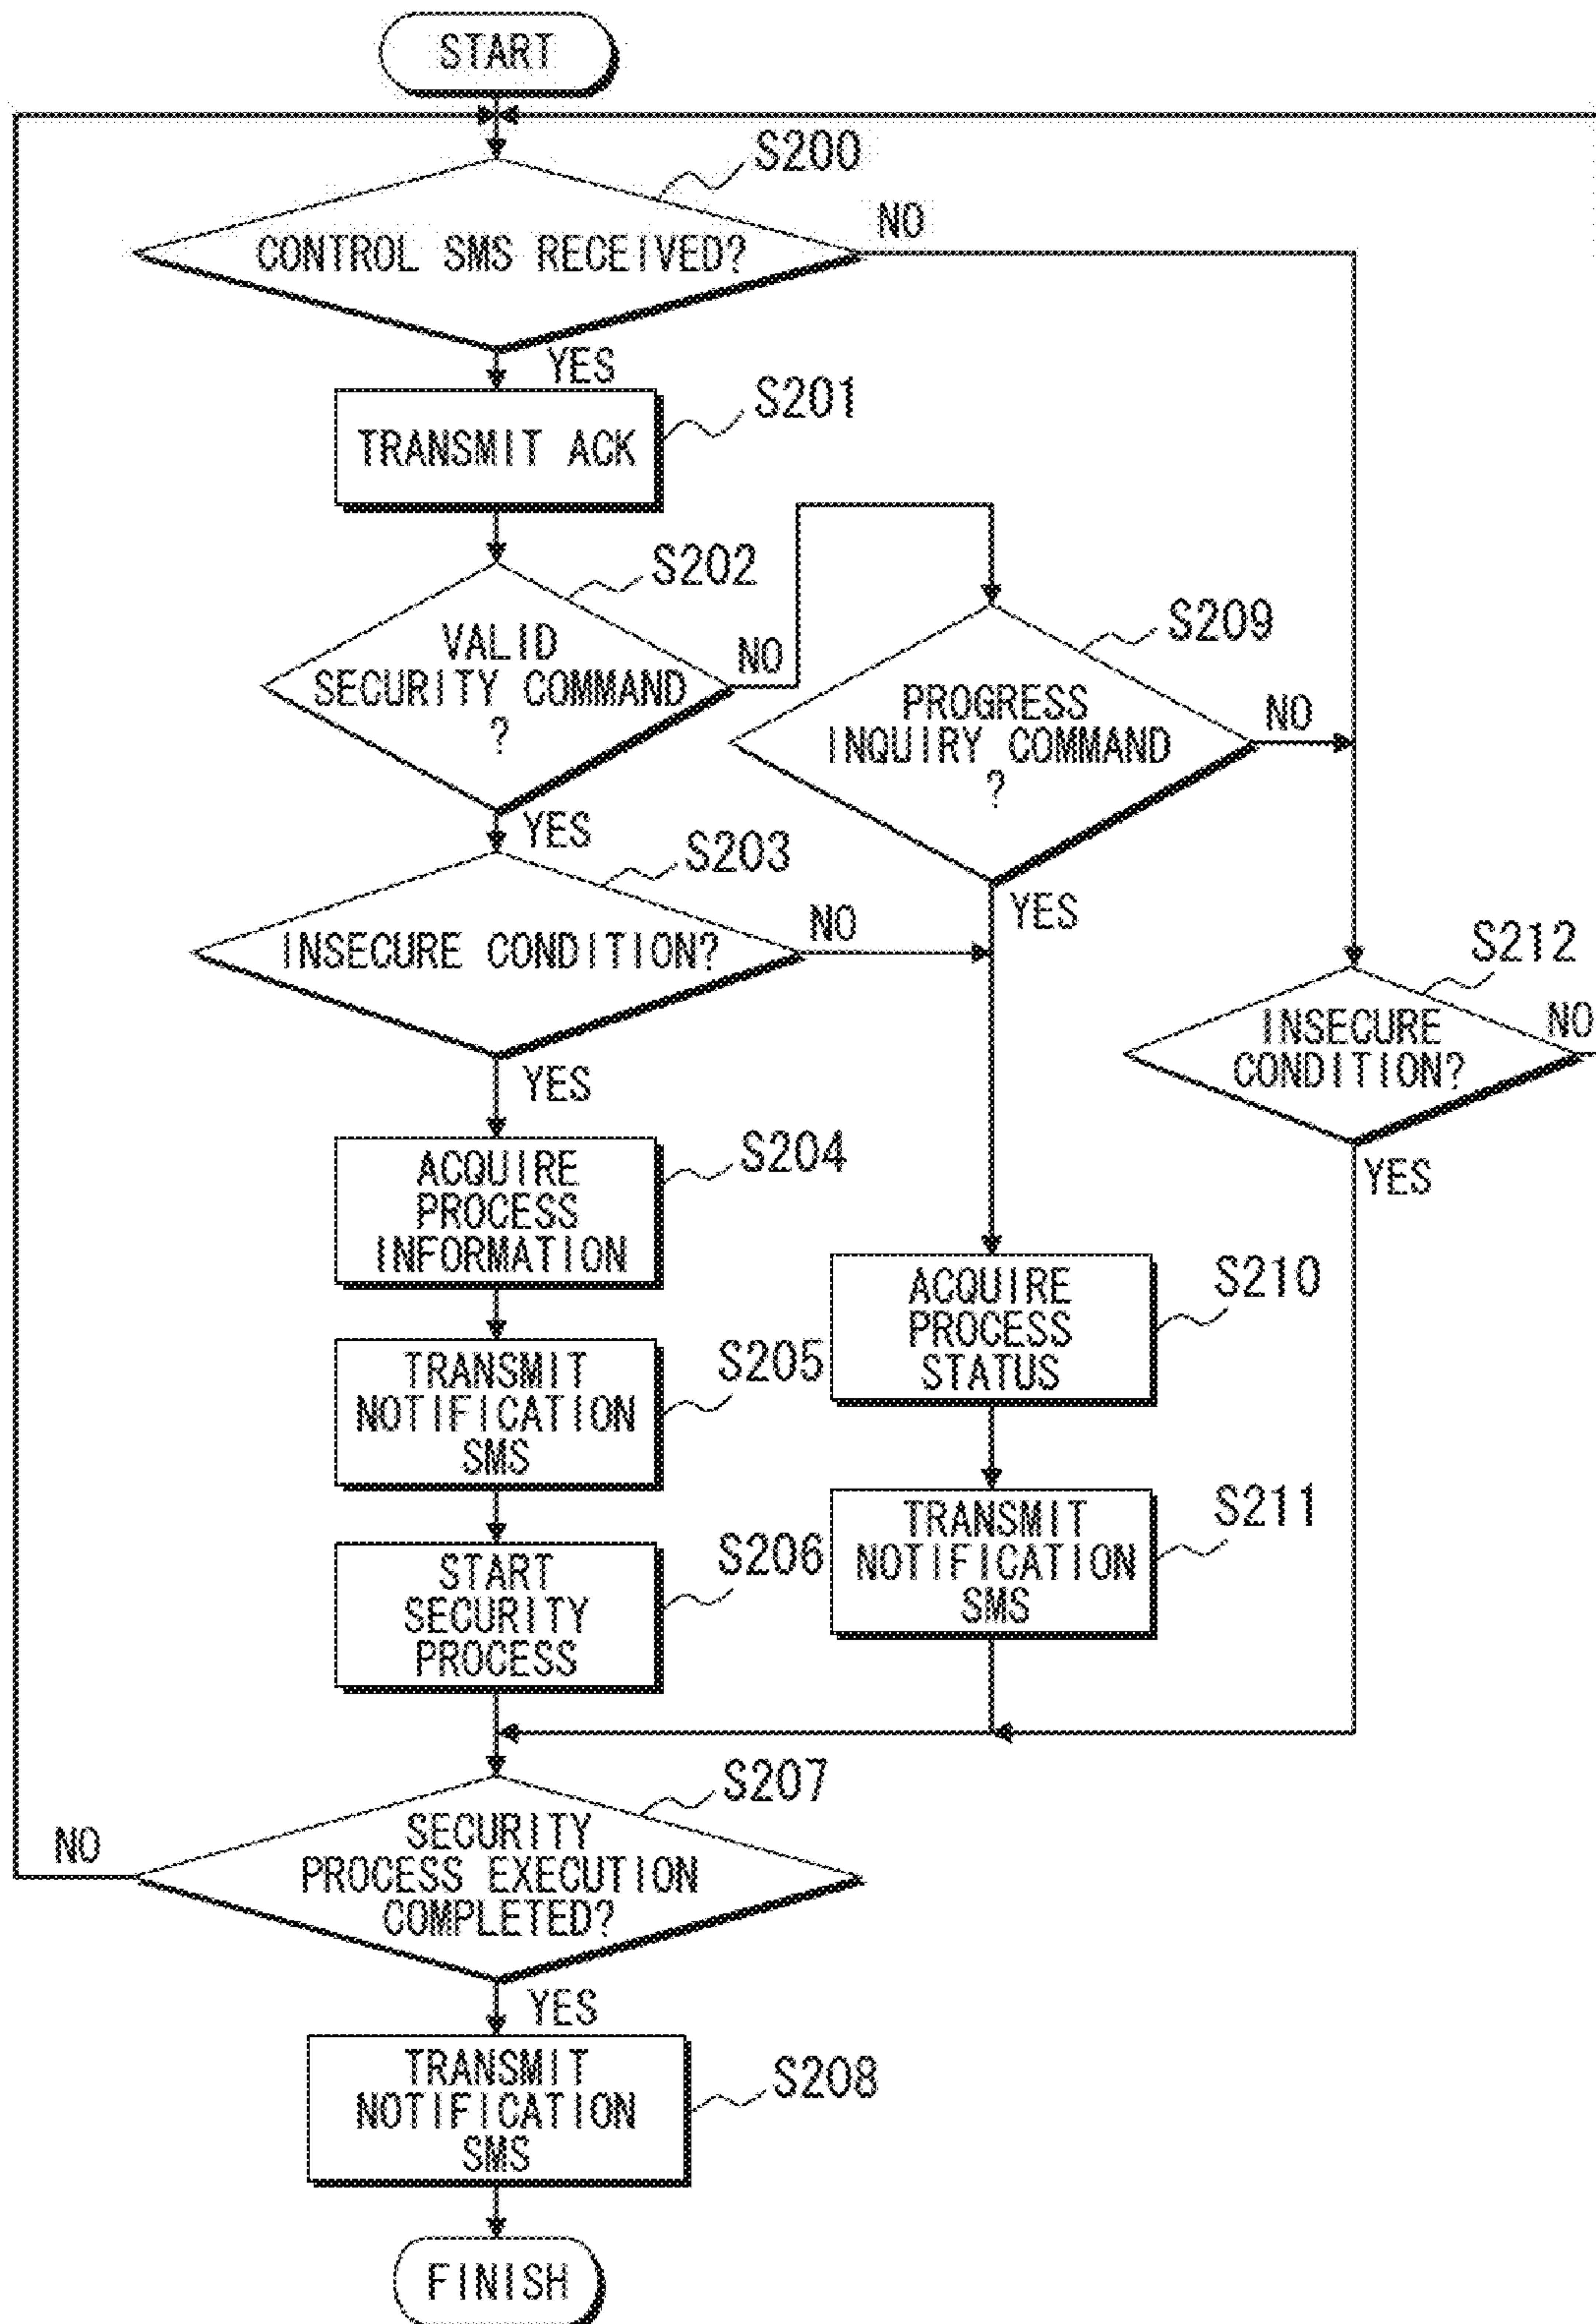 START
S200
CONTROL SMS RECEIVED?
NO
YES
S201
TRANSMIT ACK
S202
VALID
SECURITY COMMAND
?
NO
S209
PROGRESS
INQUIRY COMMAND
?
NO
YES
YES
S203
INSECURE CONDITION?
NO
YES
S212
INSECURE
CONDITION?
NO
YES
S204
ACQUIRE
PROCESS
INFORMATION
S210
ACQUIRE
PROCESS
STATUS
S205
TRANSMIT
NOTIFICATION
SMS
S211
TRANSMIT
NOTIFICATION
SMS
S206
START
SECURITY
PROCESS
S207
SECURITY
PROCESS EXECUTION
COMPLETED?
NO
YES
S208
TRANSMIT
NOTIFICATION
SMS
FINISH